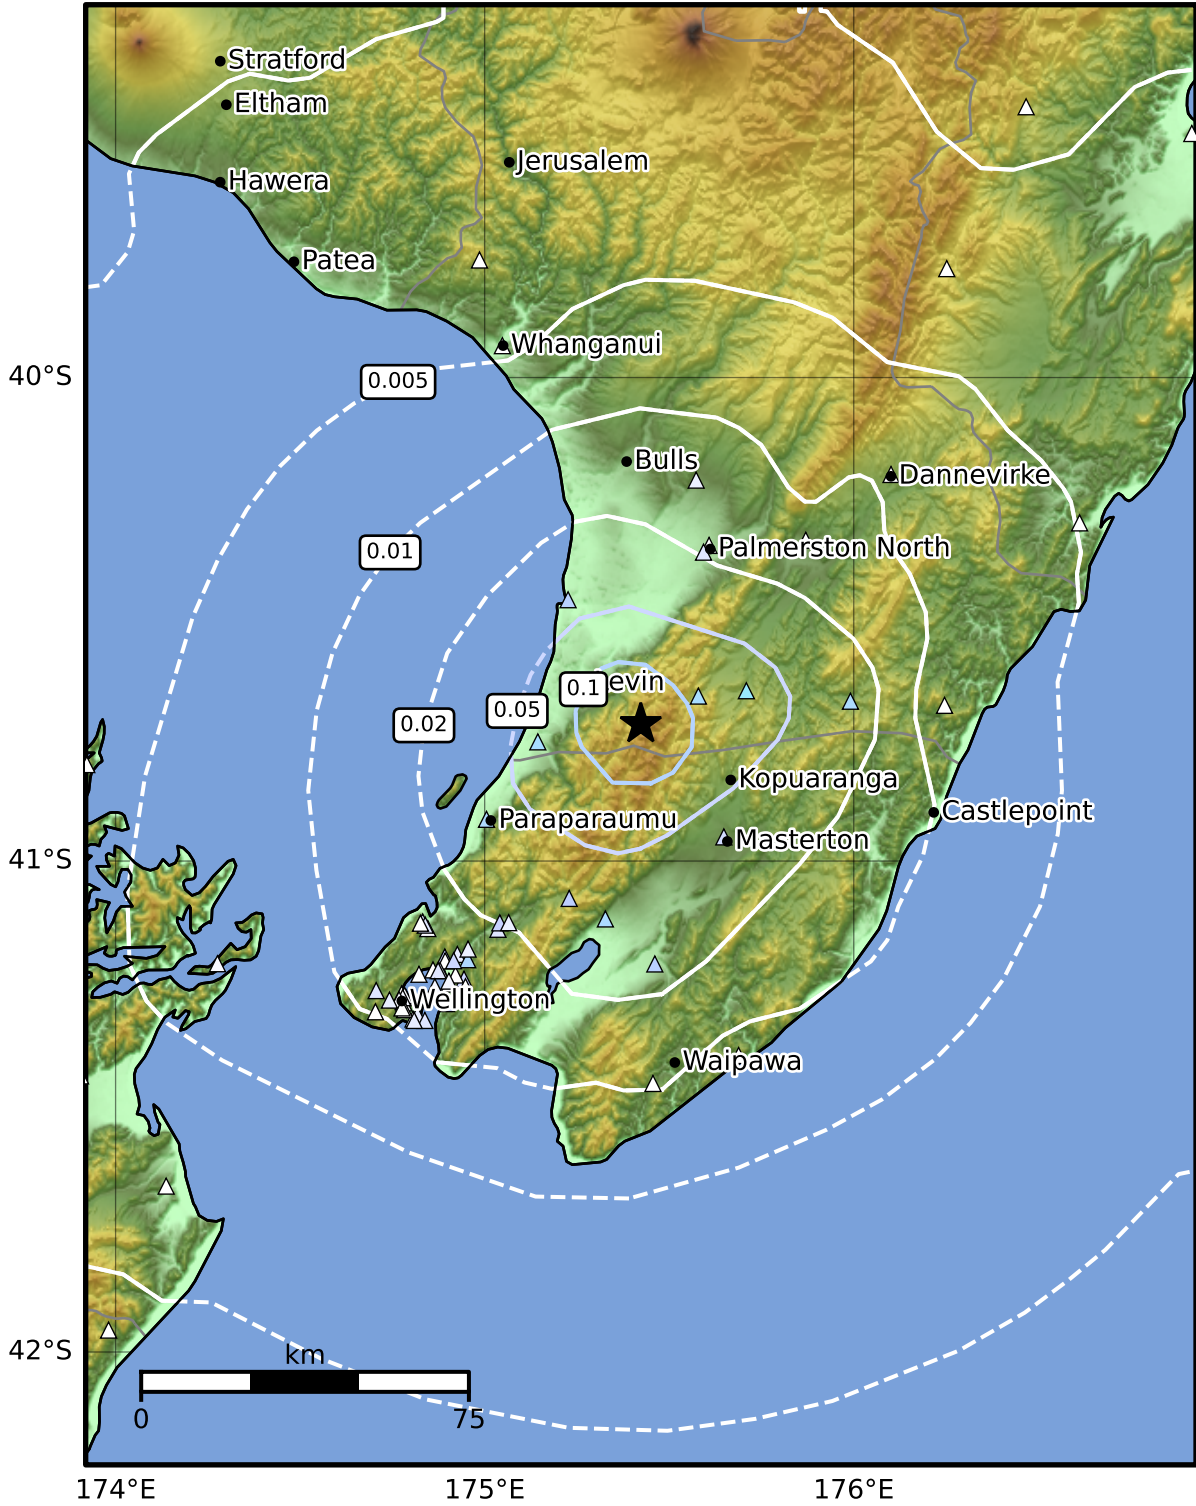 Stratford
Eltham
Jerusalem
Hawera
Patea
Whanganui
40°S
0.005
Bulls
Dannevirke
0.01
Palmerston North
evin
0.1
0.05
0.02
Kopuaranga
Paraparaumu
Castlepoint
Masterton
41°S
Wellington
Waipawa
42°S
km
0
75
174°E
175°E
176°E